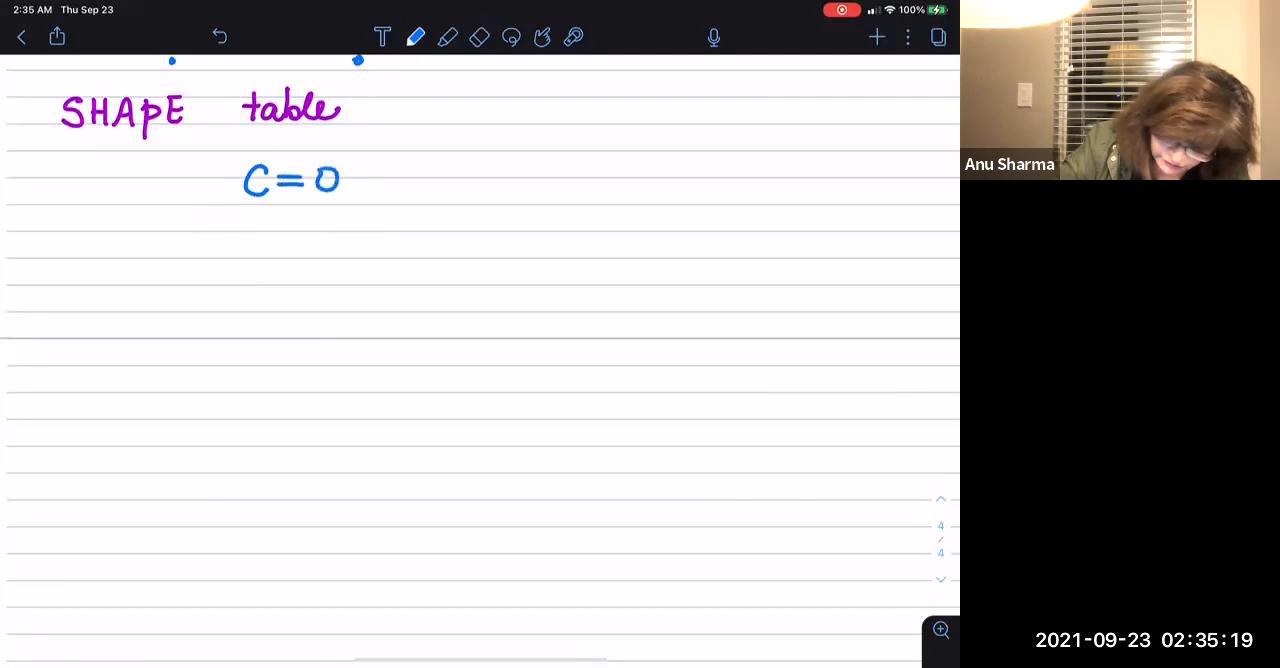 2:35 AM Thu Sep 23
100%
SHAPE table
C = 0
4
/
4
Anu Sharma
2021-09-23 02:35:19